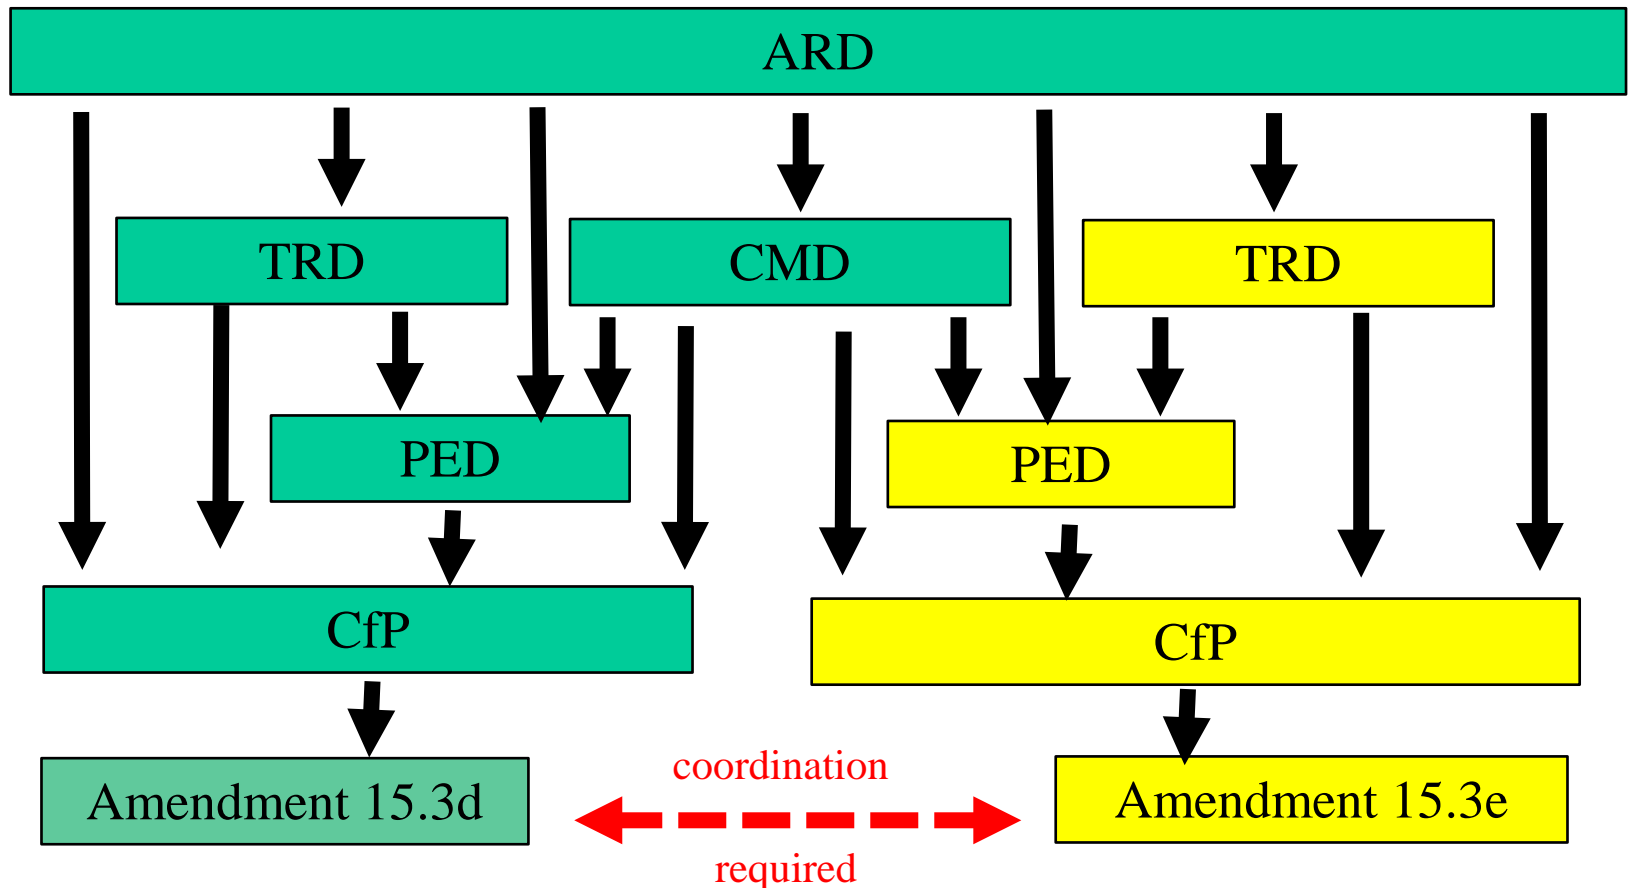 ARD
TRD
CMD
TRD
PED
PED
CfP
CfP
Amendment 15.3d
coordination
required
Amendment 15.3e